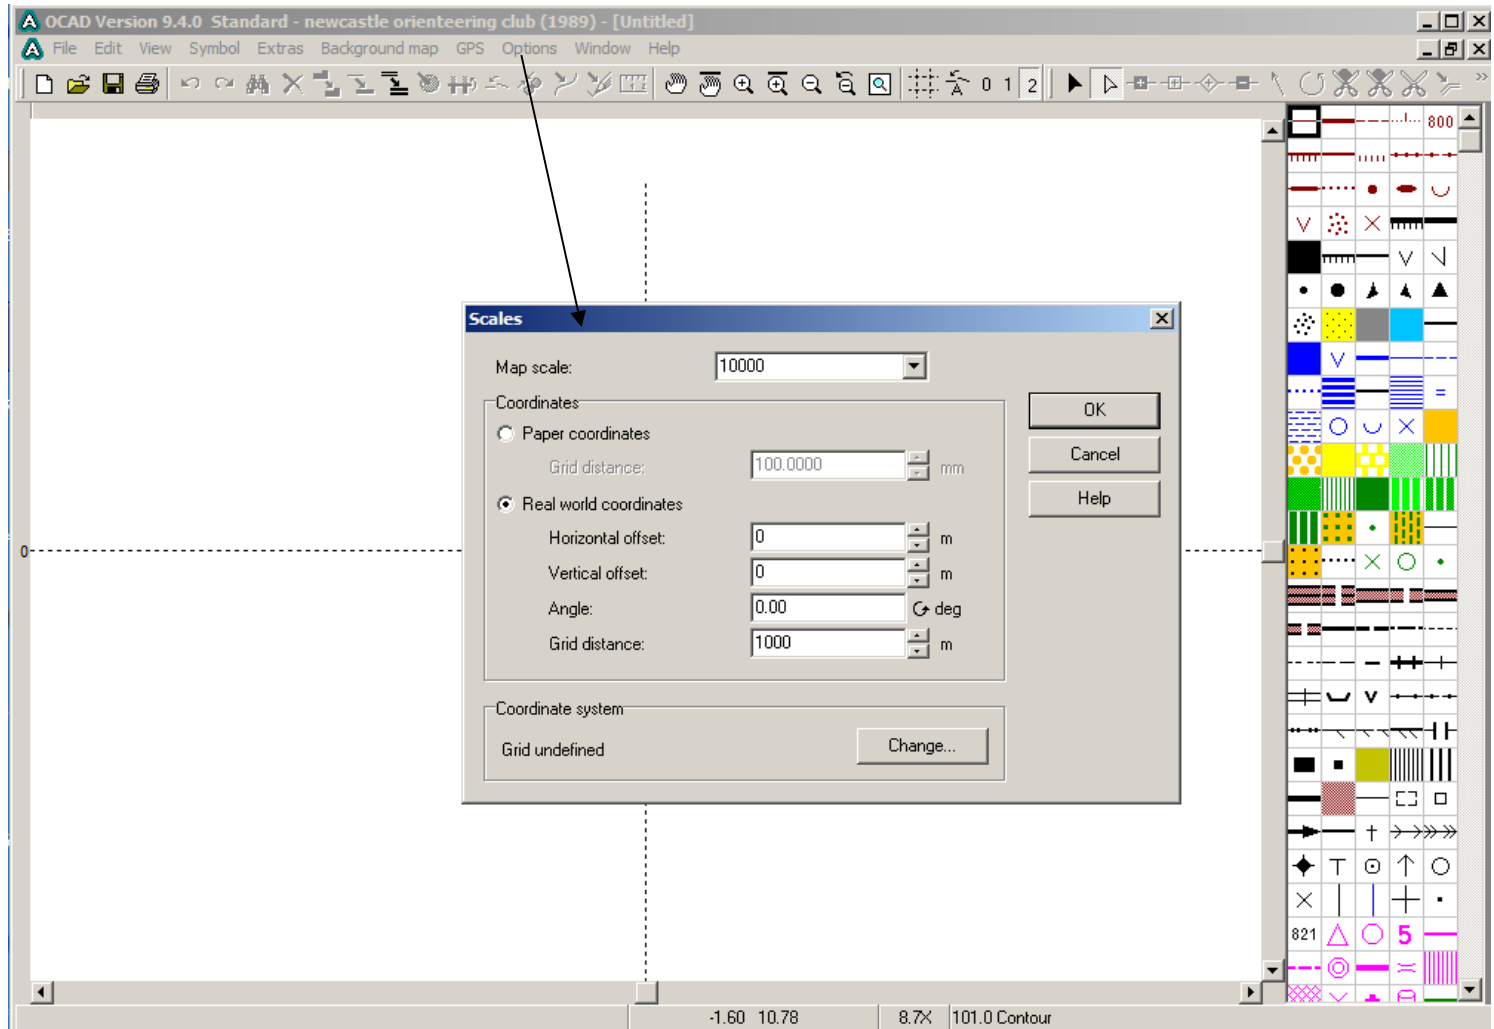 OCAD Version 9.4.0 Standard - newcastle orienteering club (1989) - [Untitled]
File Edit View Symbol Extras Background map GPS Options Window Help
0 1 2
800
Scales
Map scale: 10000
Coordinates
OK
Paper coordinates
Cancel
Grid distance: 100.0000 mm
Real world coordinates
Help
Horizontal offset: 0 m
0
Vertical offset: 0 m
Angle: 0.00 deg
Grid distance: 1000 m
Coordinate system
Grid undefined
Change...
821
5
-1.60 10.78 8.7X 101.0 Contour